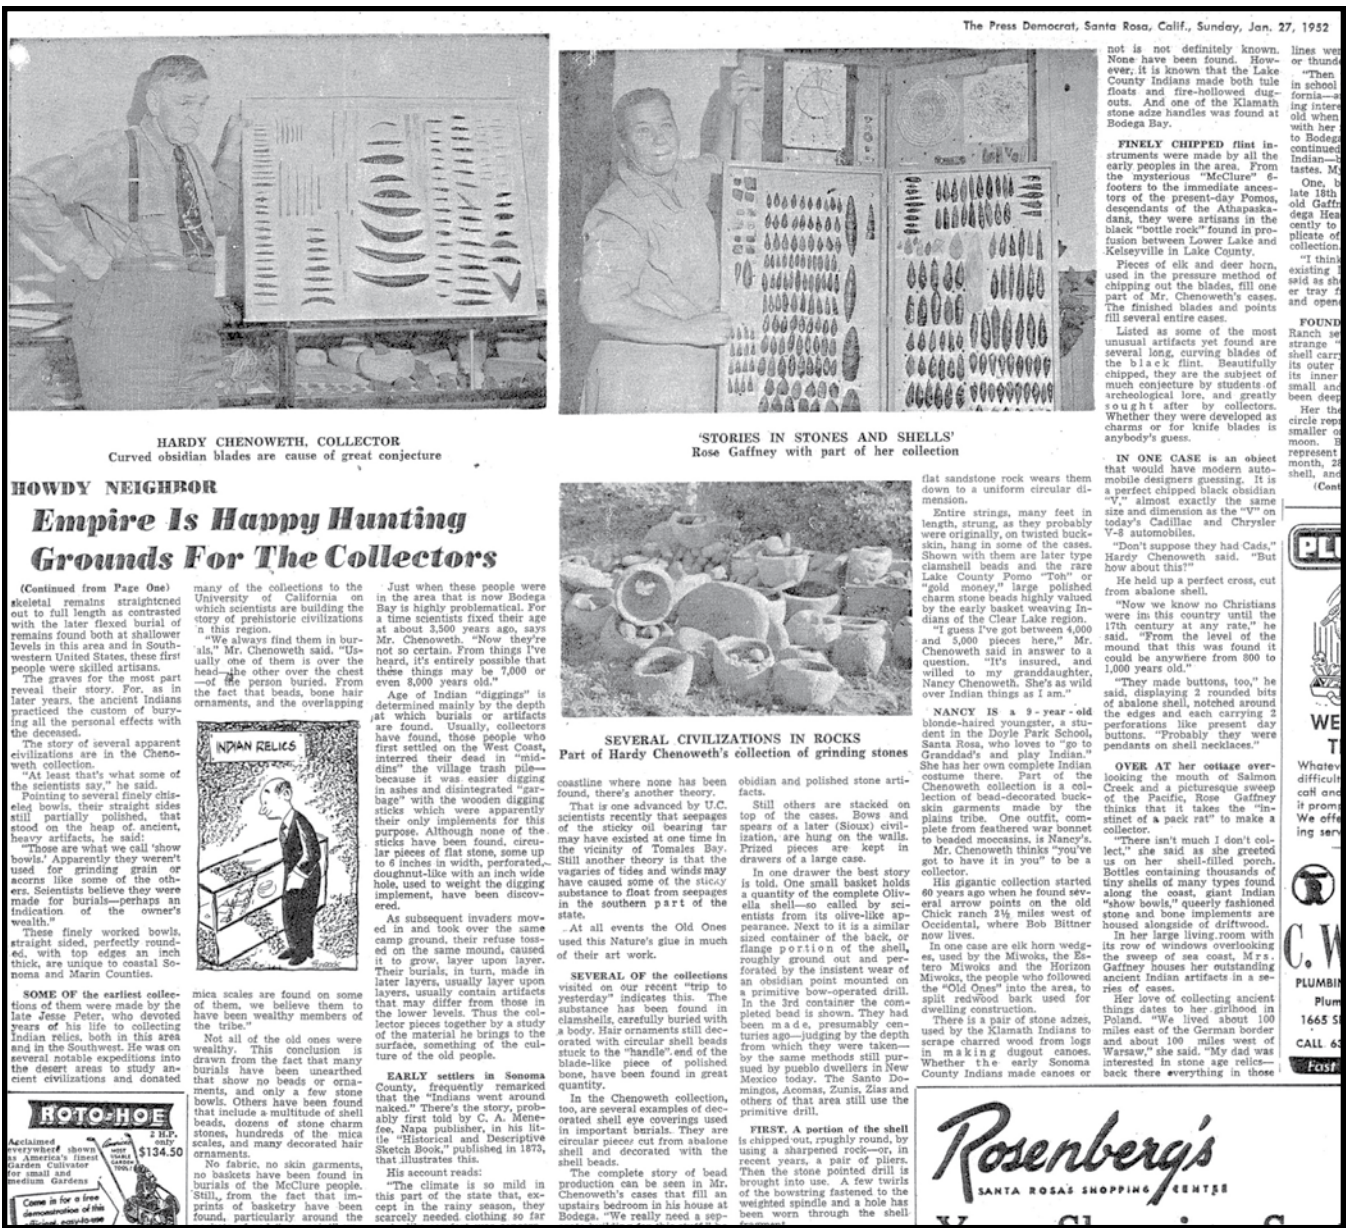 The Press Democrat, Santa Rosa, Calif., Sunday, Jan. 27, 1952
HARDY CHENOWETH, COLLECTOR
Curved obsidian blades are cause of great conjecture
'STORIES IN STONES AND SHELLS'
Rose Gaffney with part of her collection
HOWDY NEIGHBOR
Empire Is Happy Hunting
Grounds For The Collectors
(Continued from Page One)
skeletal remains straightened
out to full length as contrasted
with the later flexed burial of
remains found both at shallower
levels in this area and in South-
western United States, these first
people were skilled artisans.
The graves for the most part
reveal their story. For, as in
later years, the ancient Indians
practiced the custom of bury-
ing all the personal effects with
the deceased.
The story of several apparent
civilizations are in the Cheno-
weth collection.
"At least that's what some of
the scientists say," he said.
Pointing to several finely chis-
eled bowls, their straight sides
still partially polished, that
stood on the heap of ancient,
heavy artifacts, he said:
"Those are what we call 'show
bowls.' Apparently they weren't
used for grinding grain or
acorns like some of the oth-
ers. Scientists believe they were
made for burials—perhaps an
indication of the owner's
wealth."
These finely worked bowls,
straight sided, perfectly round-
ed, with top edges an inch
thick, are unique to coastal So-
noma and Marin Counties.
SOME OF the earliest collec-
tions of them were made by the
late Jesse Peter, who devoted
years of his life to collecting
Indian relics, both in this area
and in the Southwest. He was on
several notable expeditions into
the desert areas to study an-
cient civilizations and donated
many of the collections to the
University of California on
which scientists are building the
story of prehistoric civilizations
in this region.
"We always find them in bur-
ials," Mr. Chenoweth said. "Us-
ually one of them is over the
head—the other over the chest
—of the person buried. From
the fact that beads, bone hair
ornaments, and the overlapping
INDIAN RELICS
mica scales are found on some
of them, we believe them to
have been wealthy members of
the tribe."
Not all of the old ones were
wealthy. This conclusion is
drawn from the fact that many
burials have been unearthed
that show no beads or orna-
ments, and only a few stone
bowls. Others have been found
that include a multitude of shell
beads, dozens of stone charm
stones, hundreds of the mica
scales, and many decorated hair
ornaments.
No fabric, no skin garments,
no baskets have been found in
burials of the McClure people.
Still, from the fact that im-
prints of basketry have been
found, particularly around the
Just when these people were
in the area that is now Bodega
Bay is highly problematical. For
a time scientists fixed their age
at about 3,500 years ago, says
Mr. Chenoweth. "Now they're
not so certain. From things I've
heard, it's entirely possible that
these things may be 7,000 or
even 8,000 years old."
Age of Indian "diggings" is
determined mainly by the depth
at which burials or artifacts
are found. Usually, collectors
have found, those people who
first settled on the West Coast,
interred their dead in "mid-
dins" the village trash pile—
because it was easier digging
in ashes and disintegrated "gar-
bage" with the wooden digging
sticks which were apparently
their only implements for this
purpose. Although none of the
sticks have been found, circu-
lar pieces of flat stone, some up
to 6 inches in width, perforated,
doughnut-like with an inch wide
hole, used to weight the digging
implement, have been discov-
ered.
As subsequent invaders mov-
ed in and took over the same
camp ground, their refuse toss-
ed on the same mound, caused
it to grow, layer upon layer.
Their burials, in turn, made in
later layers, usually layer upon
layers, usually contain artifacts
that may differ from those in
the lower levels. Thus the col-
lector pieces together by a study
of the material he brings to the
surface, something of the cul-
ture of the old people.
EARLY settlers in Sonoma
County, frequently remarked
that the "Indians went around
naked." There's the story, prob-
ably first told by C. A. Mene-
fee, Napa publisher, in his lit-
tle "Historical and Descriptive
Sketch Book," published in 1873,
that illustrates this.
His account reads:
"The climate is so mild in
this part of the state that, ex-
cept in the rainy season, they
scarcely needed clothing so far
SEVERAL CIVILIZATIONS IN ROCKS
Part of Hardy Chenoweth's collection of grinding stones
coastline where none has been
found, there's another theory.
That is one advanced by U.C.
scientists recently that seepages
of the sticky oil bearing tar
may have existed at one time in
the vicinity of Tomales Bay.
Still another theory is that the
vagaries of tides and winds may
have caused some of the sticky
substance to float from seepages
in the southern part of the
state.
At all events the Old Ones
used this Nature's glue in much
of their art work.
SEVERAL OF the collections
visited on our recent "trip to
yesterday" indicates this. The
substance has been found in
clamshells, carefully buried with
a body. Hair ornaments still dec-
orated with circular shell beads
stuck to the "handle" end of the
blade-like piece of polished
bone, have been found in great
quantity.
In the Chenoweth collection,
too, are several examples of dec-
orated shell eye coverings used
in important burials. They are
circular pieces cut from abalone
shell and decorated with the
shell beads.
The complete story of bead
production can be seen in Mr.
Chenoweth's cases that fill an
upstairs bedroom in his house at
Bodega. "We really need a sep-
obsidian and polished stone arti-
facts.
Still others are stacked on
top of the cases. Bows and
spears of a later (Sioux) civil-
ization, are hung on the walls.
Prized pieces are kept in
drawers of a large case.
In one drawer the best story
is told. One small basket holds
a quantity of the complete Oliv-
ella shell—so called by sci-
entists from its olive-like ap-
pearance. Next to it is a similar
sized container of the back, or
flange portion of the shell,
roughly ground out and per-
forated by the insistent wear of
an obsidian point mounted on
a primitive bow-operated drill.
In the 3rd container the com-
pleted bead is shown. They had
been made, presumably cen-
turies ago—judging by the depth
from which they were taken—
by the same methods still pur-
sued by pueblo dwellers in New
Mexico today. The Santo Do-
mingos, Acomas, Zunis, Zias and
others of that area still use the
primitive drill.
FIRST. A portion of the shell
is chipped out, roughly round, by
using a sharpened rock—or, in
recent years, a pair of pliers.
Then the stone pointed drill is
brought into use. A few twirls
of the bowstring fastened to the
weighted spindle and a hole has
been worn through the shell
flat sandstone rock wears them
down to a uniform circular di-
mension.
Entire strings, many feet in
length, strung, as they probably
were originally, on twisted buck-
skin, hang in some of the cases.
Shown with them are later type
clamshell beads and the rare
Lake County Pomo "Toh" or
"gold money," large polished
charm stone beads highly valued
by the early basket weaving In-
dians of the Clear Lake region.
"I guess I've got between 4,000
and 5,000 pieces here," Mr.
Chenoweth said in answer to a
question. "It's insured, and
willed to my granddaughter,
Nancy Chenoweth. She's as wild
over Indian things as I am."
NANCY IS a 9-year-old
blonde-haired youngster, a stu-
dent in the Doyle Park School,
Santa Rosa, who loves to "go to
Granddad's and play Indian."
She has her own complete Indian
costume there. Part of the
Chenoweth collection is a col-
lection of bead-decorated buck-
skin garments made by the
plains tribe. One outfit, com-
plete from feathered war bonnet
to beaded moccasins, is Nancy's.
Mr. Chenoweth thinks "you've
got to have it in you" to be a
collector.
His gigantic collection started
60 years ago when he found sev-
eral arrow points on the old
Chick ranch 2½ miles west of
Occidental, where Bob Bittner
now lives.
In one case are elk horn wedg-
es, used by the Miwoks, the Es-
tero Miwoks and the Horizon
Miwoks, the people who followed
the "Old Ones" into the area, to
split redwood bark used for
dwelling construction.
There is a pair of stone adzes,
used by the Klamath Indians to
scrape charred wood from logs
in making dugout canoes.
Whether the early Sonoma
County Indians made canoes or
not is not definitely known.
None have been found. How-
ever, it is known that the Lake
County Indians made both tule
floats and fire-hollowed dug-
outs. And one of the Klamath
stone adze handles was found at
Bodega Bay.
FINELY CHIPPED flint in-
struments were made by all the
early peoples in the area. From
the mysterious "McClure" 6-
footers to the immediate ances-
tors of the present-day Pomos,
descendants of the Athapaska-
dans, they were artisans in the
black "bottle rock" found in pro-
fusion between Lower Lake and
Kelseyville in Lake County.
Pieces of elk and deer horn,
used in the pressure method of
chipping out the blades, fill one
part of Mr. Chenoweth's cases.
The finished blades and points
fill several entire cases.
Listed as some of the most
unusual artifacts yet found are
several long, curving blades of
the black flint. Beautifully
chipped, they are the subject of
much conjecture by students of
archeological lore, and greatly
sought after by collectors.
Whether they were developed as
charms or for knife blades is
anybody's guess.
IN ONE CASE is an object
that would have modern auto-
mobile designers guessing. It is
a perfect chipped black obsidian
"V," almost exactly the same
size and dimension as the "V" on
today's Cadillac and Chrysler
V-8 automobiles.
"Don't suppose they had Cads,"
Hardy Chenoweth said. "But
how about this?"
He held up a perfect cross, cut
from abalone shell.
"Now we know no Christians
were in this country until the
17th century at any rate," he
said. "From the level of the
mound that this was found it
could be anywhere from 800 to
1,000 years old."
"They made buttons, too," he
said, displaying 2 rounded bits
of abalone shell, notched around
the edges and each carrying 2
perforations like present day
buttons. "Probably they were
pendants on shell necklaces."
OVER AT her cottage over-
looking the mouth of Salmon
Creek and a picturesque sweep
of the Pacific, Rose Gaffney
thinks that it takes the "in-
stinct of a pack rat" to make a
collector.
"There isn't much I don't col-
lect," she said as she greeted
us on her shell-filled porch.
Bottles containing thousands of
tiny shells of many types found
along the coast, giant Indian
"show bowls," queerly fashioned
stone and bone implements are
housed alongside of driftwood.
In her large living room with
its row of windows overlooking
the sweep of sea coast, Mrs.
Gaffney houses her outstanding
ancient Indian artifacts in a se-
ries of cases.
Her love of collecting ancient
things dates to her girlhood in
Poland. "We lived about 100
miles east of the German border
and about 100 miles west of
Warsaw," she said. "My dad was
interested in stone age relics—
back there everything in those
lines wer
or thund
"Then
in school
fornia—a
ing intere
old when
with her
to Bodeg
continued
Indian—b
tastes. M
One, b
late 18th
old Gaffn
dega Hea
cently to
plicate of
collection.
"I think
existing
said as sh
er tray f
and open
FOUND
Ranch se
strange "
shell carr
its outer
its inner
small and
been deep
Her the
circle rep
smaller o
moon. B
represent
month, 28
shell, and
(Cont
PLU
WE
T
Whatev
difficult
call and
it promp
We offe
ing serv
C. W
PLUMBIN
Plum
1665 S
CALL 63
Fast
ROTO-HOE
Acclaimed
everywhere
as America's finest
Garden Cultivator
for small and
medium Gardens
shown
2 H.P.
only
$134.50
America's
MOST
USABLE
GARDEN
TOOL!
Come in for a free
demonstration of this
efficient, easy-to-use
Rosenberg's
SANTA ROSA'S SHOPPING CENTRE